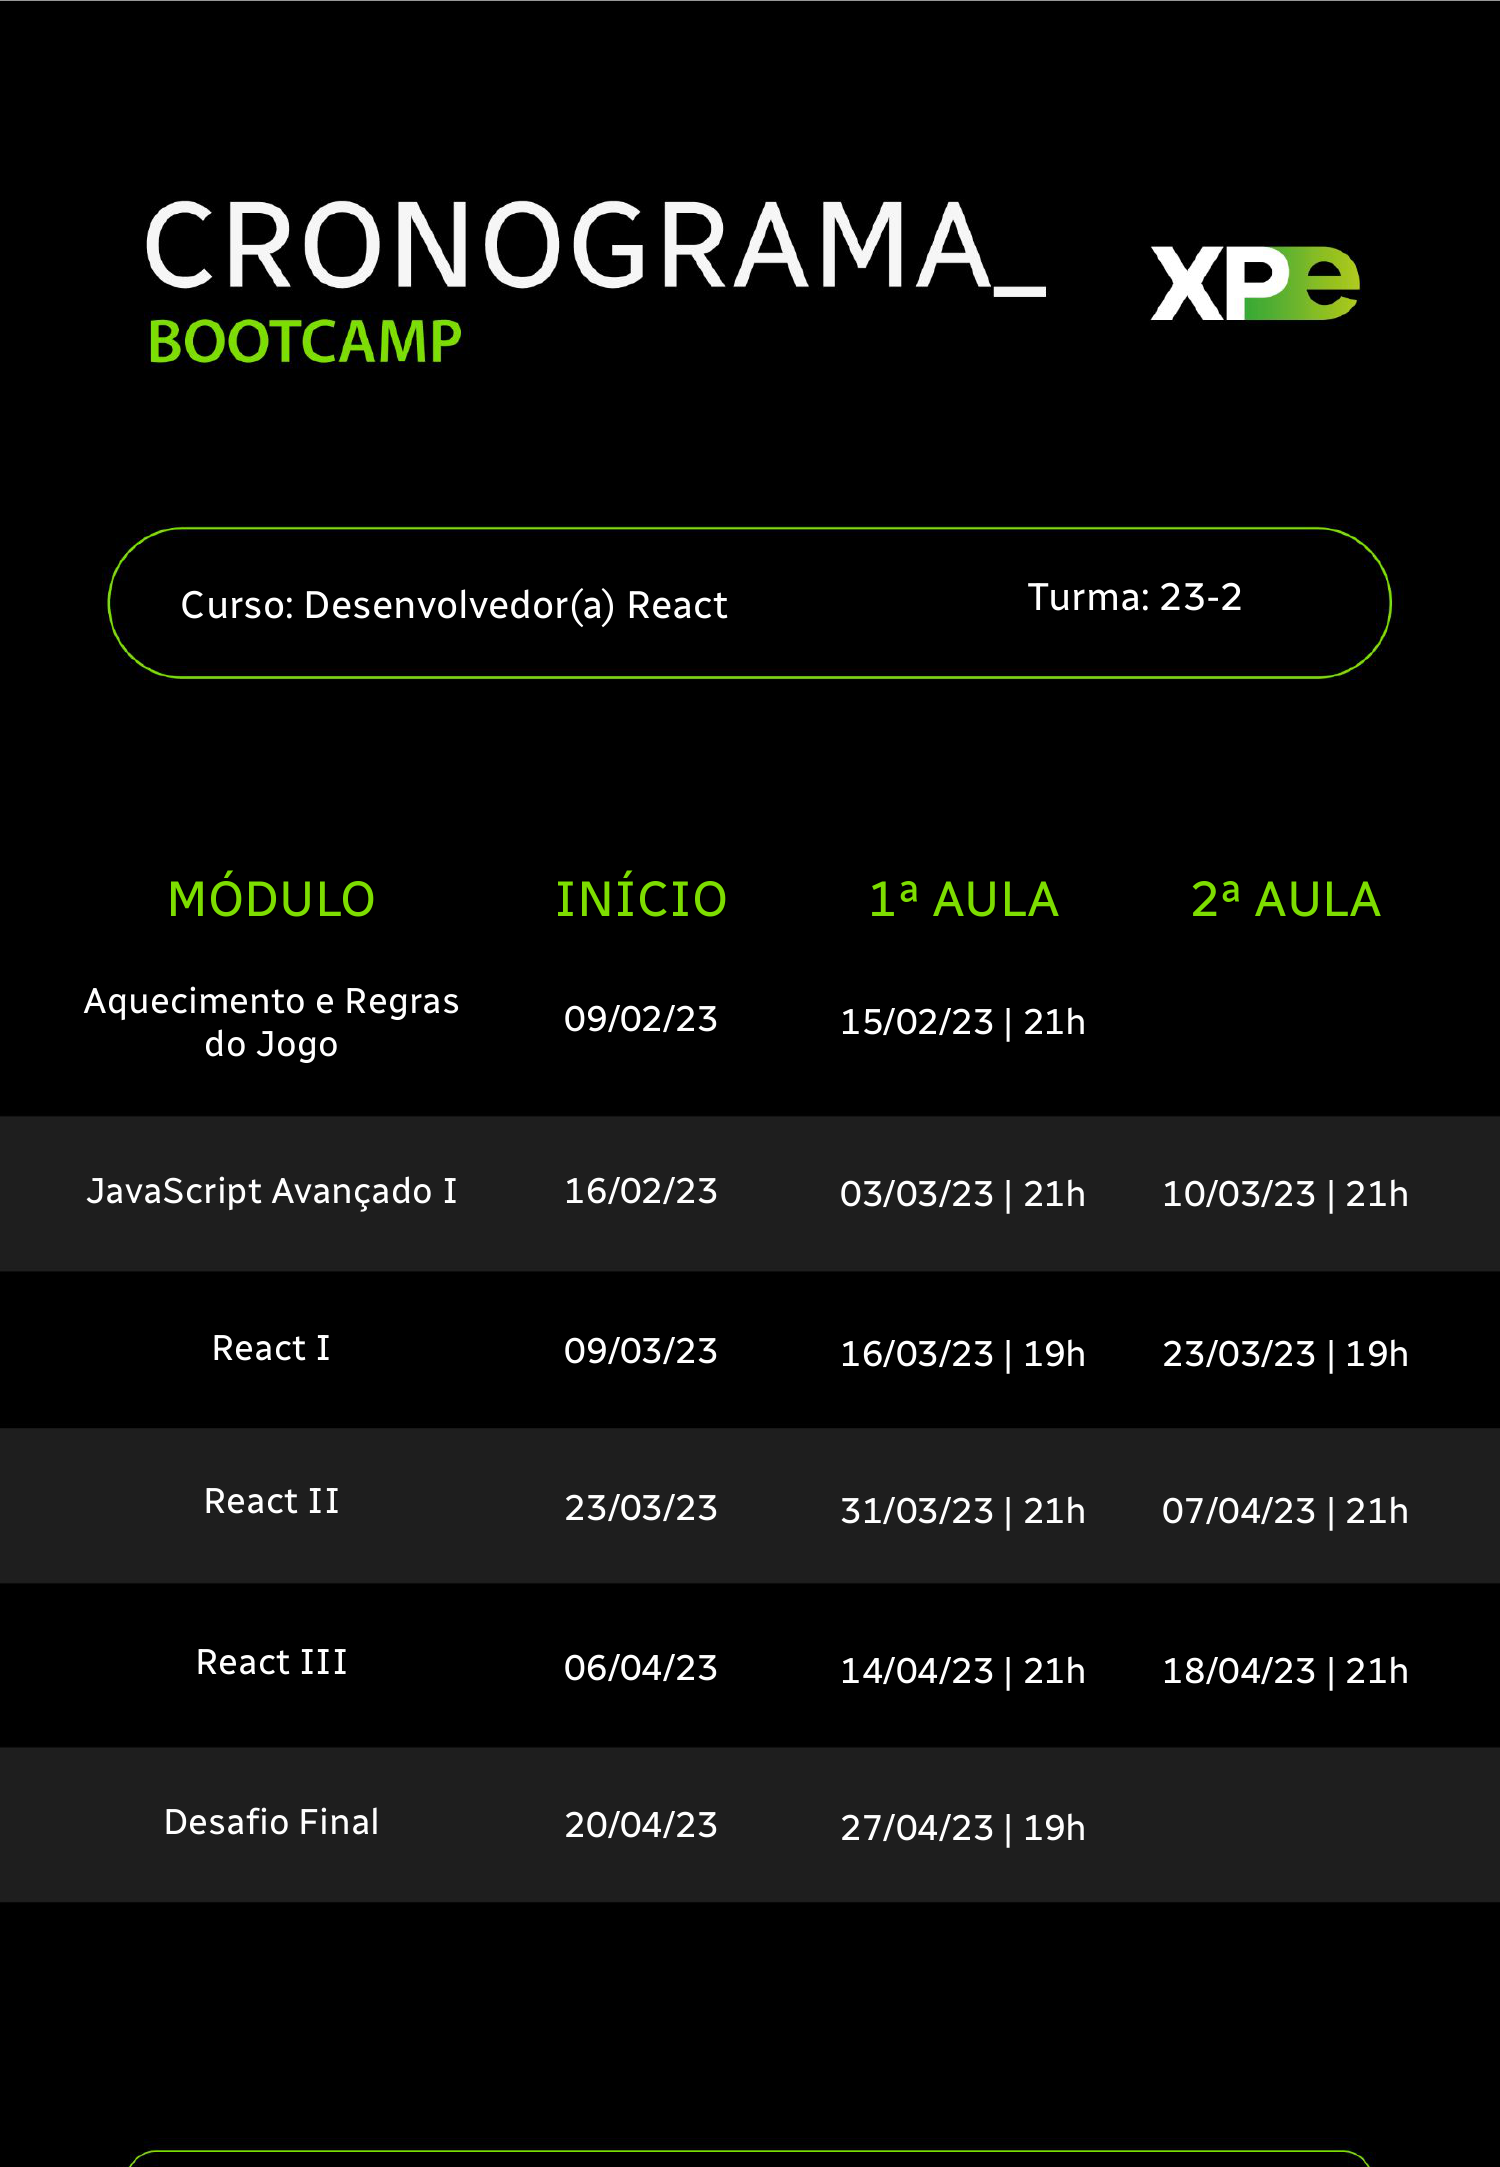 CRONOGRAMA_
BOOTCAMP
XPe
Curso: Desenvolvedor(a) React
Turma: 23-2
MÓDULO INÍCIO 1ª AULA 2ª AULA
Aquecimento e Regras
do Jogo
09/02/23 15/02/23 | 21h
JavaScript Avançado I 16/02/23 03/03/23 | 21h 10/03/23 | 21h
React I 09/03/23 16/03/23 | 19h 23/03/23 | 19h
React II 23/03/23 31/03/23 | 21h 07/04/23 | 21h
React III 06/04/23 14/04/23 | 21h 18/04/23 | 21h
Desafio Final 20/04/23 27/04/23 | 19h